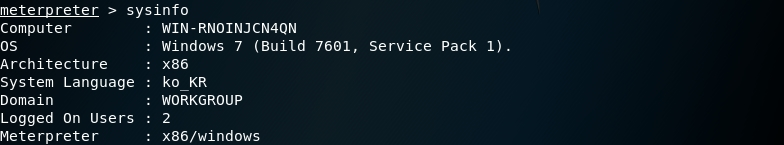 meterpreter > sysinfo
Computer        : WIN-RNOINJCN4QN
OS              : Windows 7 (Build 7601, Service Pack 1).
Architecture    : x86
System Language : ko_KR
Domain          : WORKGROUP
Logged On Users : 2
Meterpreter     : x86/windows